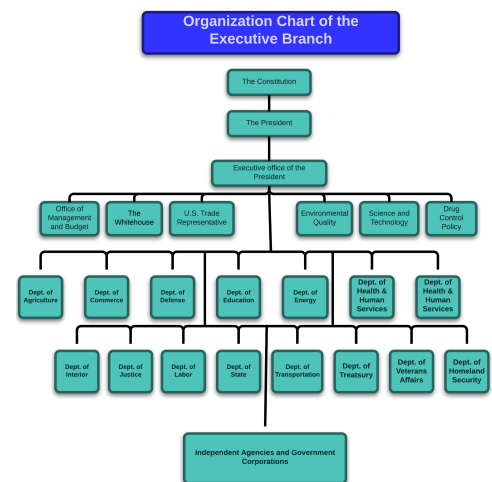 Organization Chart of the
Executive Branch
The Constitution
The President
Executive office of the
President
Office of
Management
and Budget
The
Whitehouse
U.S. Trade
Representative
Environmental
Quality
Science and
Technology
Drug
Control
Policy
Dept. of
Agriculture
Dept. of
Commerce
Dept. of
Defense
Dept. of
Education
Dept. of
Energy
Dept. of
Health &
Human
Services
Dept. of
Health &
Human
Services
Dept. of
Interior
Dept. of
Justice
Dept. of
Labor
Dept. of
State
Dept. of
Transportation
Dept. of
Treatsury
Dept. of
Veterans
Affairs
Dept. of
Homeland
Security
Independent Agencies and Government
Corporations